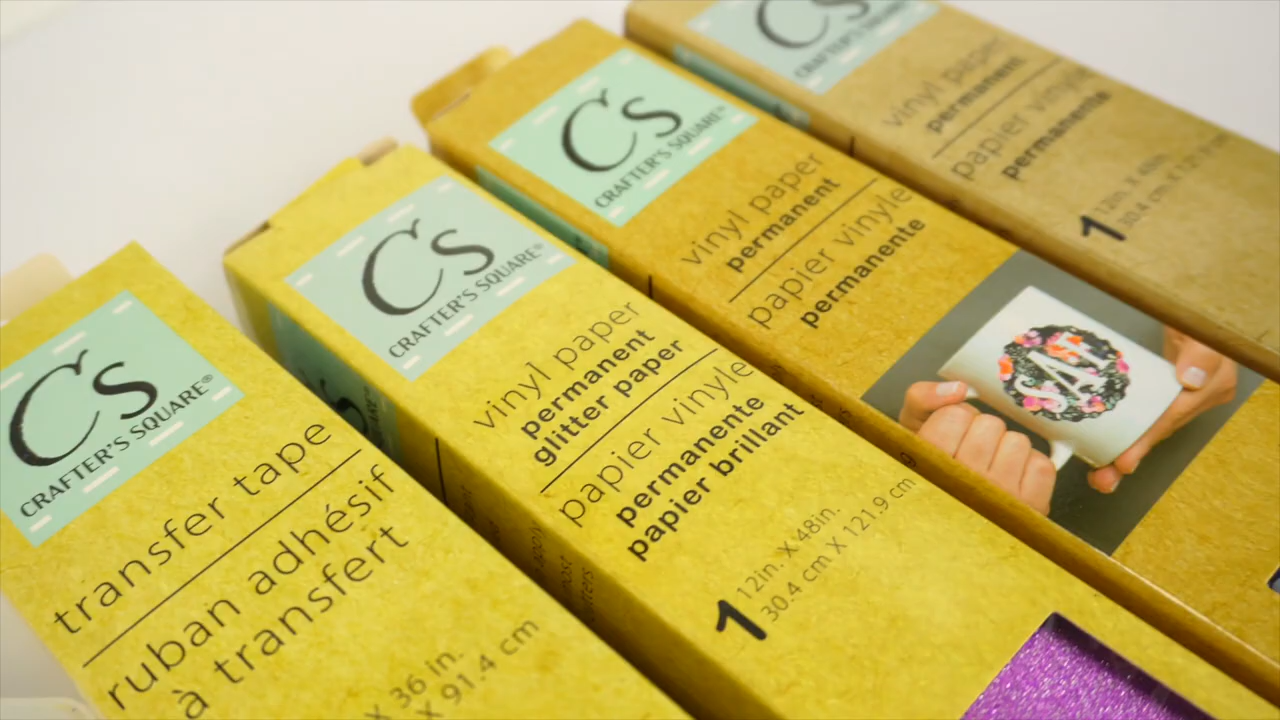 Cs
CRAFTER'S SQUARE®
transfer tape
ruban adhésif
à transfert
X 36 in.
X 91.4 cm
Cs
CRAFTER'S SQUARE®
vinyl paper
permanent
glitter paper
papier vinyle
permanente
papier brillant
1 12in. X 48in.
30.4 cm X 121.9 cm
Cs
CRAFTER'S SQUARE®
vinyl paper
permanent
papier vinyle
permanente
Cs
CRAFTER'S SQUARE
vinyl paper
permanent
papier vinyle
permanente
1 12in. X 48in.